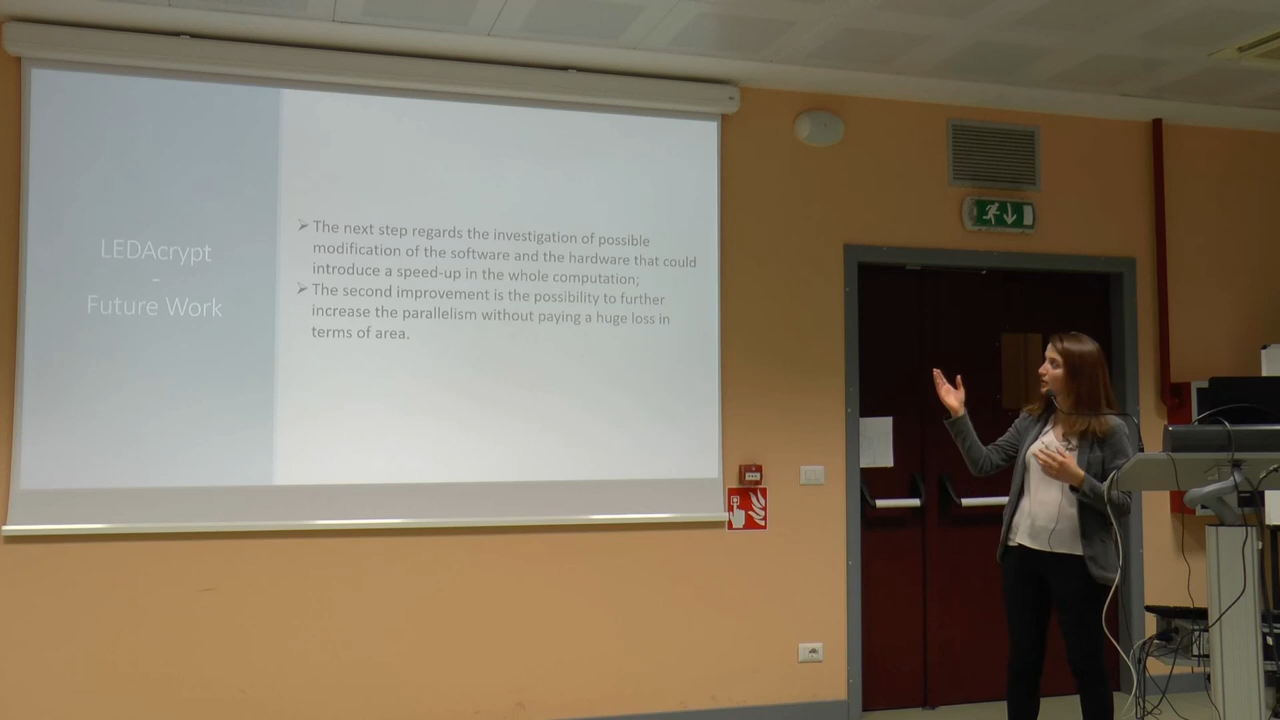 LEDAcrypt
-
Future Work
➢ The next step regards the investigation of possible
modification of the software and the hardware that could
introduce a speed-up in the whole computation;
➢ The second improvement is the possibility to further
increase the parallelism without paying a huge loss in
terms of area.